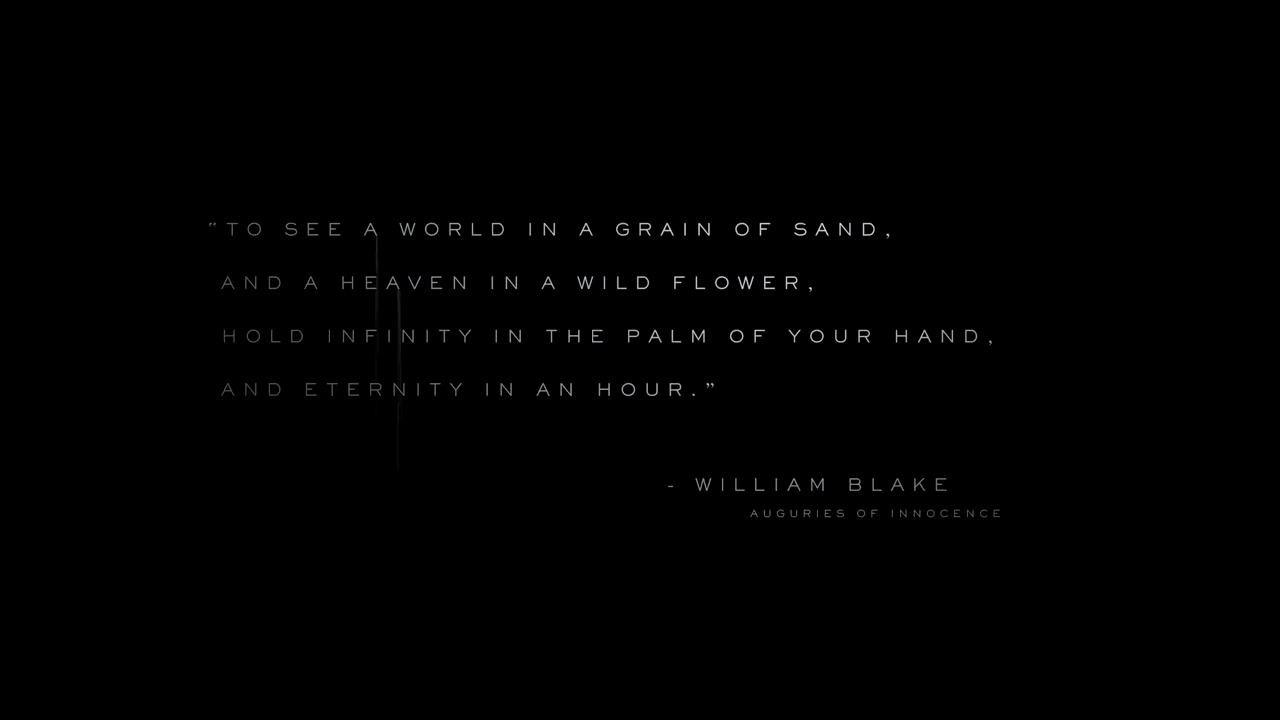 “TO SEE A WORLD IN A GRAIN OF SAND,
AND A HEAVEN IN A WILD FLOWER,
HOLD INFINITY IN THE PALM OF YOUR HAND,
AND ETERNITY IN AN HOUR.”
- WILLIAM BLAKE
AUGURIES OF INNOCENCE